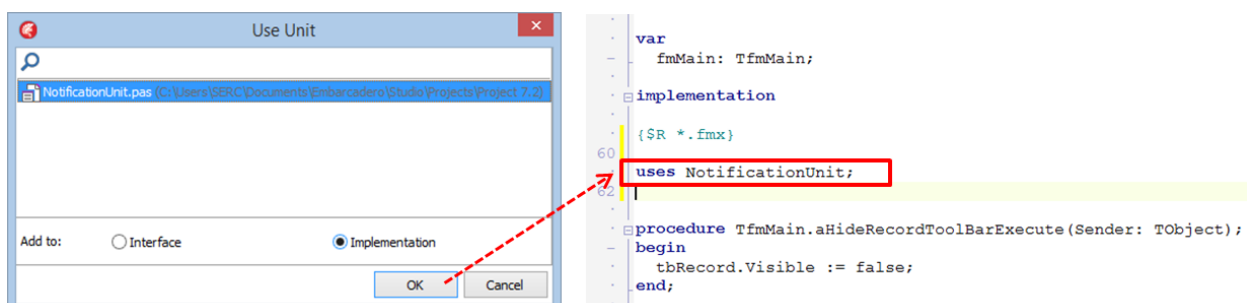 Use Unit
NotificationUnit.pas (C:\Users\SERC\Documents\Embarcadero\Studio\Projects\Project 7.2)
Add to:
Interface
Implementation
OK
Cancel
var
fmMain: TfmMain;
implementation
{$R *.fmx}
60
uses NotificationUnit;
62
procedure TfmMain.aHideRecordToolBarExecute(Sender: TObject);
begin
tbRecord.Visible := false;
end;